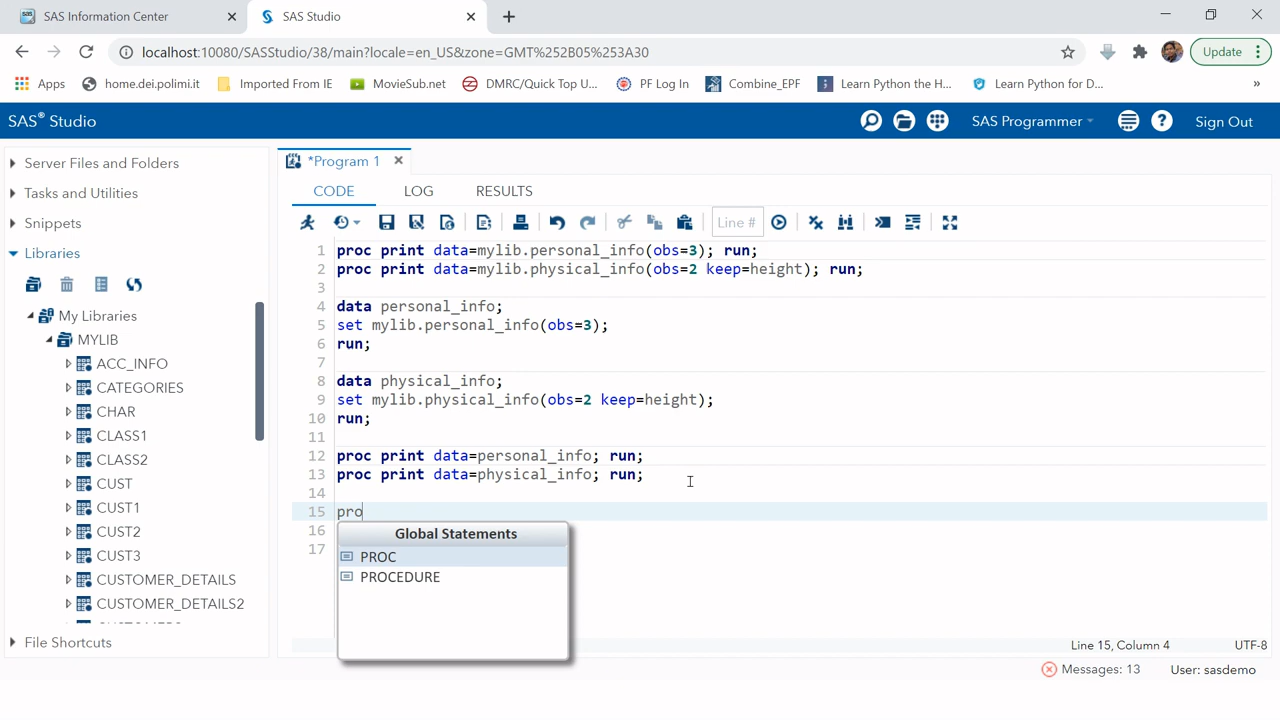 SAS Information Center
SAS Studio
localhost:10080/SASStudio/38/main?locale=en_US&zone=GMT%252B05%253A30
Update
Apps
home.dei.polimi.it
Imported From IE
MovieSub.net
DMRC/Quick Top U...
PF Log In
Combine_EPF
Learn Python the H...
Learn Python for D...
»
SAS® Studio
SAS Programmer
Sign Out
Server Files and Folders
Tasks and Utilities
Snippets
Libraries
My Libraries
MYLIB
ACC_INFO
CATEGORIES
CHAR
CLASS1
CLASS2
CUST
CUST1
CUST2
CUST3
CUSTOMER_DETAILS
CUSTOMER_DETAILS2
File Shortcuts
*Program 1
CODE LOG RESULTS
Line #
1 proc print data=mylib.personal_info(obs=3); run;
2 proc print data=mylib.physical_info(obs=2 keep=height); run;
3
4 data personal_info;
5 set mylib.personal_info(obs=3);
6 run;
7
8 data physical_info;
9 set mylib.physical_info(obs=2 keep=height);
10 run;
11
12 proc print data=personal_info; run;
13 proc print data=physical_info; run;
14
15 pro
16
17
Global Statements
PROC
PROCEDURE
Line 15, Column 4
UTF-8
Messages: 13
User: sasdemo